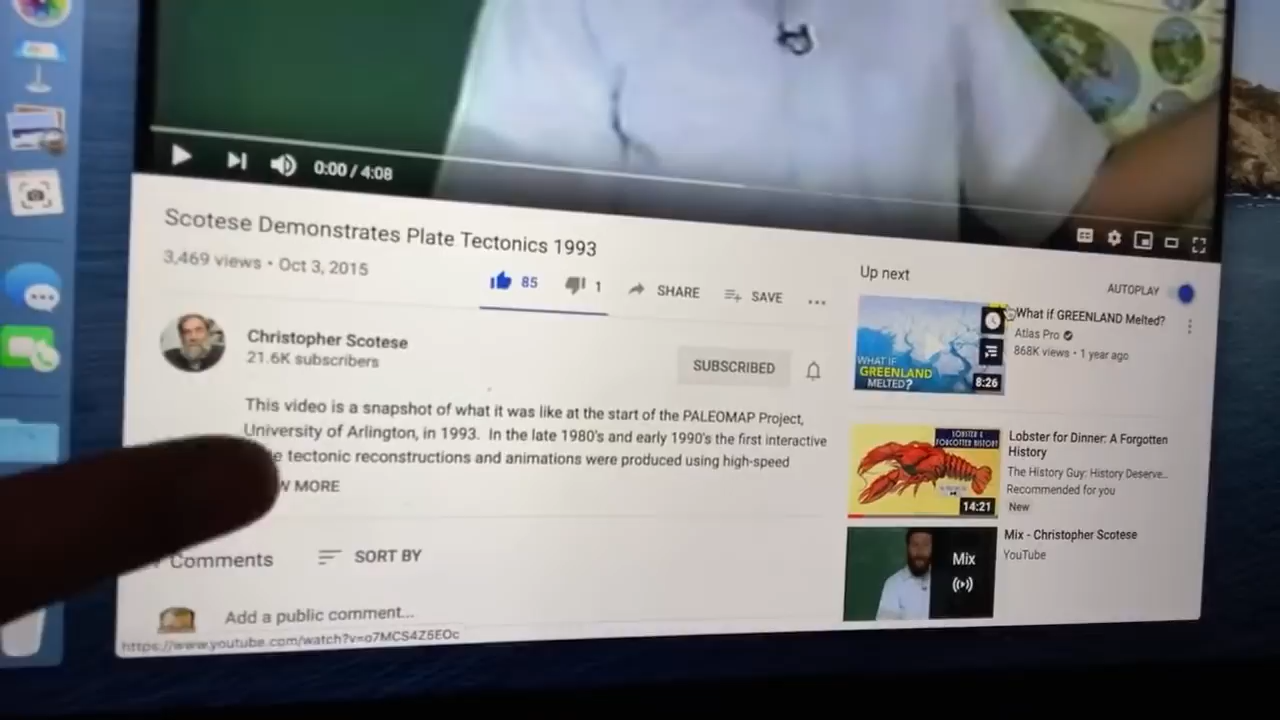 0:00 / 4:08
Scotese Demonstrates Plate Tectonics 1993
3,469 views • Oct 3, 2015
85
1
SHARE
SAVE
Christopher Scotese
21.6K subscribers
SUBSCRIBED
This video is a snapshot of what it was like at the start of the PALEOMAP Project,
University of Arlington, in 1993. In the late 1980's and early 1990's the first interactive
tectonic reconstructions and animations were produced using high-speed
MORE
Comments
SORT BY
Add a public comment...
https://www.youtube.com/watch?v=o7MCS4Z5EOc
Up next
AUTOPLAY
WHAT IF
GREENLAND
MELTED?
8:26
What if GREENLAND Melted?
Atlas Pro
868K views • 1 year ago
LOBSTER &
FORGOTTEN HISTORY
14:21
Lobster for Dinner: A Forgotten
History
The History Guy: History Deserve...
Recommended for you
New
Mix
Mix - Christopher Scotese
YouTube